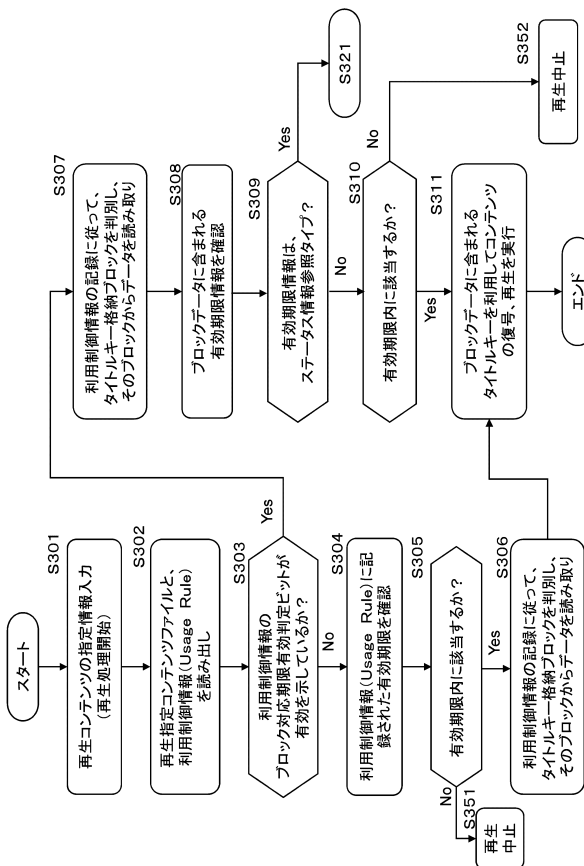 スタート
S301
再生コンテンツの指定情報入力
(再生処理開始)
S302
再生指定コンテンツファイルと、
利用制御情報(Usage Rule)
を読み出し
S303
利用制御情報の
ブロック対応期限有効判定ビットが
有効を示しているか?
Yes
No
S304
利用制御情報(Usage Rule)に記
録された有効期限を確認
S305
有効期限内に該当するか?
No
S351
再生
中止
Yes
S306
利用制御情報の記録に従って、
タイトルキー格納ブロックを判別し、
そのブロックからデータを読み取り
S307
利用制御情報の記録に従って、
タイトルキー格納ブロックを判別し、
そのブロックからデータを読み取り
S308
ブロックデータに含まれる
有効期限情報を確認
S309
有効期限情報は、
ステータス情報参照タイプ?
Yes
S321
No
S310
有効期限内に該当するか?
No
S352
再生中止
Yes
S311
ブロックデータに含まれる
タイトルキーを利用してコンテンツ
の復号、再生を実行
エンド